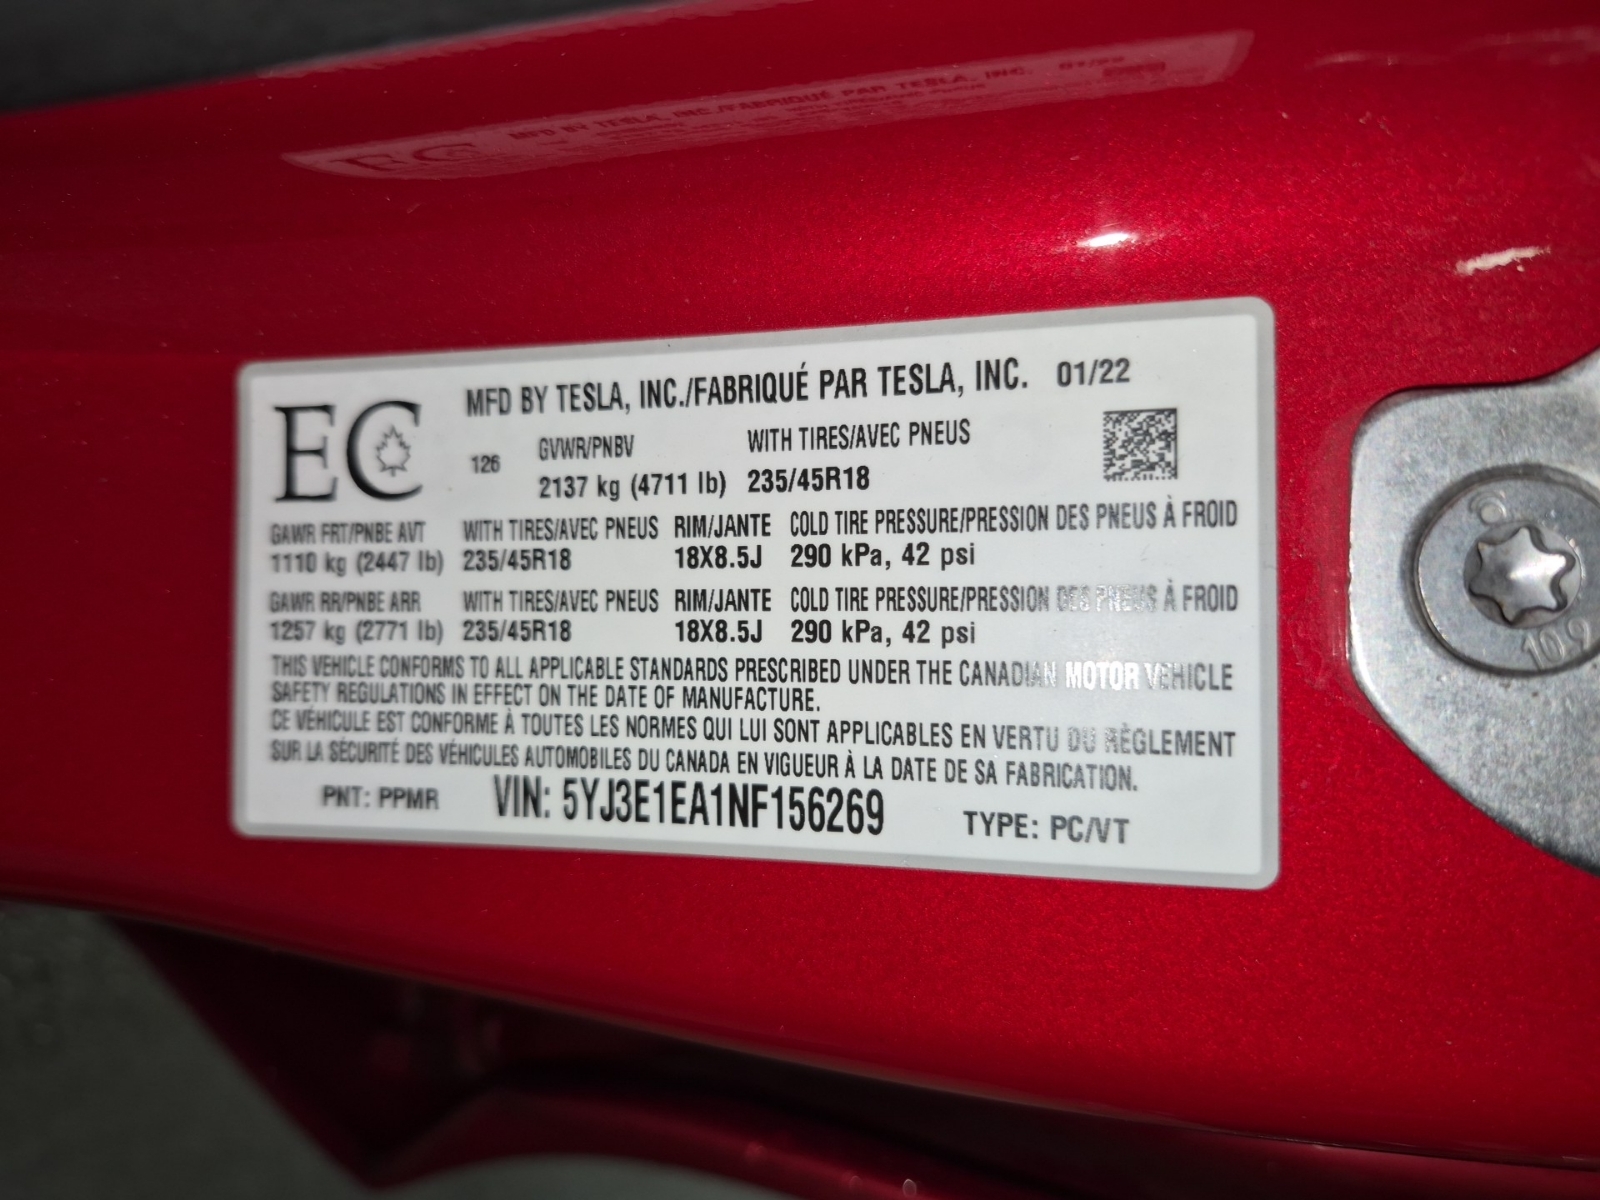 MFD BY TESLA, INC./FABRIQUÉ PAR TESLA, INC. 01/22
EC
126
GVWR/PNBV WITH TIRES/AVEC PNEUS
2137 kg (4711 lb) 235/45R18
GAWR FRT/PNBE AVT WITH TIRES/AVEC PNEUS RIM/JANTE COLD TIRE PRESSURE/PRESSION DES PNEUS À FROID
1110 kg (2447 lb) 235/45R18 18X8.5J 290 kPa, 42 psi
GAWR RR/PNBE ARR WITH TIRES/AVEC PNEUS RIM/JANTE COLD TIRE PRESSURE/PRESSION DES PNEUS À FROID
1257 kg (2771 lb) 235/45R18 18X8.5J 290 kPa, 42 psi
THIS VEHICLE CONFORMS TO ALL APPLICABLE STANDARDS PRESCRIBED UNDER THE CANADIAN MOTOR VEHICLE
SAFETY REGULATIONS IN EFFECT ON THE DATE OF MANUFACTURE.
CE VÉHICULE EST CONFORME À TOUTES LES NORMES QUI LUI SONT APPLICABLES EN VERTU DU RÈGLEMENT
SUR LA SÉCURITÉ DES VÉHICULES AUTOMOBILES DU CANADA EN VIGUEUR À LA DATE DE SA FABRICATION.
PNT: PPMR VIN: 5YJ3E1EA1NF156269 TYPE: PC/VT
10.9